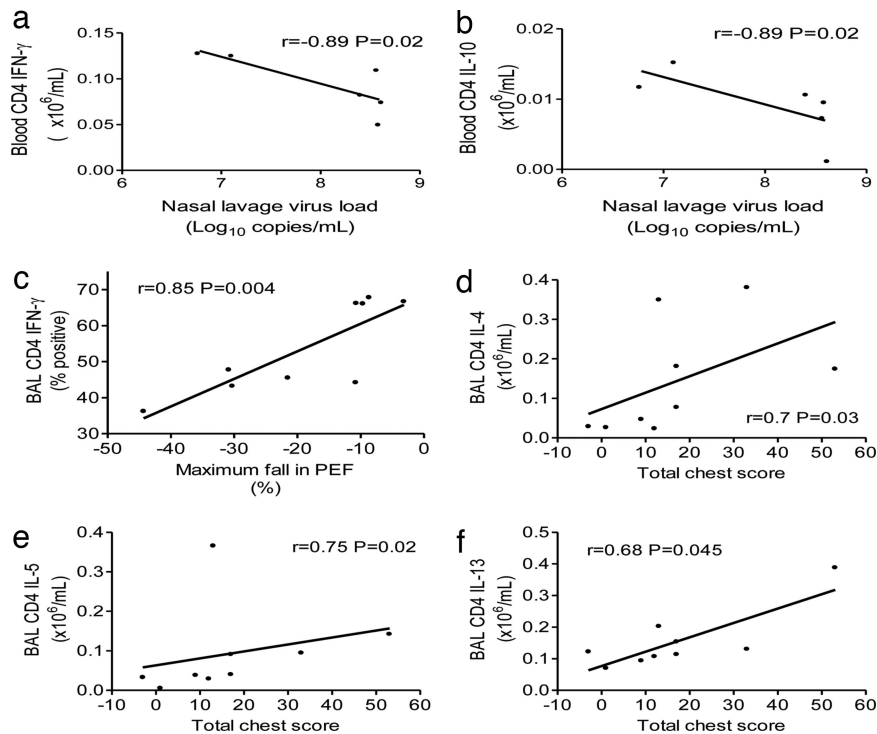 a
r=-0.89 P=0.02
Blood CD4 IFN-γ
( x10⁶/mL)
0.15
0.10
0.05
0.00
6 7 8 9
Nasal lavage virus load
(Log₁₀ copies/mL)
b
r=-0.89 P=0.02
Blood CD4 IL-10
(x10⁶/mL)
0.02
0.01
0.00
6 7 8 9
Nasal lavage virus load
(Log₁₀ copies/mL)
c
r=0.85 P=0.004
BAL CD4 IFN-γ
(% positive)
70
60
50
40
30
-50 -40 -30 -20 -10 0
Maximum fall in PEF
(%)
d
BAL CD4 IL-4
(x10⁶/mL)
0.4
0.3
0.2
0.1
0.0
r=0.7 P=0.03
-10 0 10 20 30 40 50 60
Total chest score
e
r=0.75 P=0.02
BAL CD4 IL-5
(x10⁶/mL)
0.4
0.3
0.2
0.1
0.0
-10 0 10 20 30 40 50 60
Total chest score
f
r=0.68 P=0.045
BAL CD4 IL-13
(x10⁶/mL)
0.5
0.4
0.3
0.2
0.1
0.0
-10 0 10 20 30 40 50 60
Total chest score